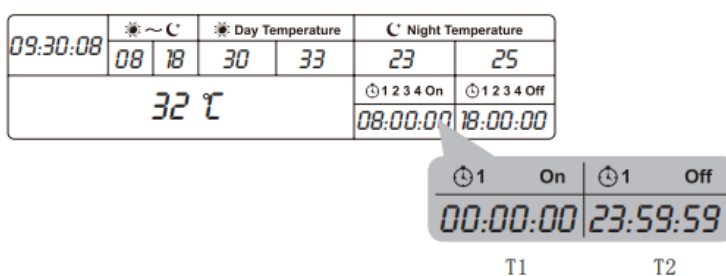 09:30:08
~
Day Temperature
Night Temperature
08 18 30 33 23 25
32 ℃
1 2 3 4 On
1 2 3 4 Off
08:00:00 18:00:00
1 On 1 Off
00:00:00 23:59:59
T1 T2